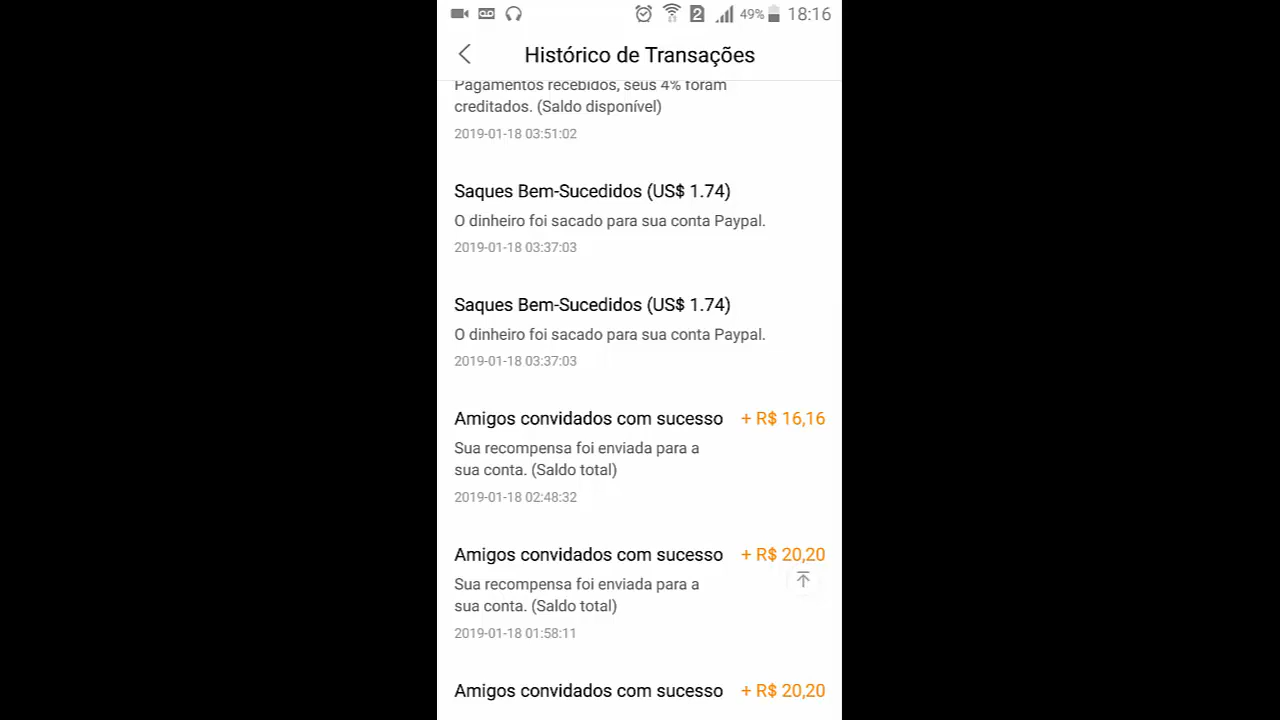 2 49% 18:16
Histórico de Transações
Pagamentos recebidos, seus 4% foram
creditados. (Saldo disponível)
2019-01-18 03:51:02
Saques Bem-Sucedidos (US$ 1.74)
O dinheiro foi sacado para sua conta Paypal.
2019-01-18 03:37:03
Saques Bem-Sucedidos (US$ 1.74)
O dinheiro foi sacado para sua conta Paypal.
2019-01-18 03:37:03
Amigos convidados com sucesso + R$ 16,16
Sua recompensa foi enviada para a
sua conta. (Saldo total)
2019-01-18 02:48:32
Amigos convidados com sucesso + R$ 20,20
Sua recompensa foi enviada para a
sua conta. (Saldo total)
2019-01-18 01:58:11
Amigos convidados com sucesso + R$ 20,20